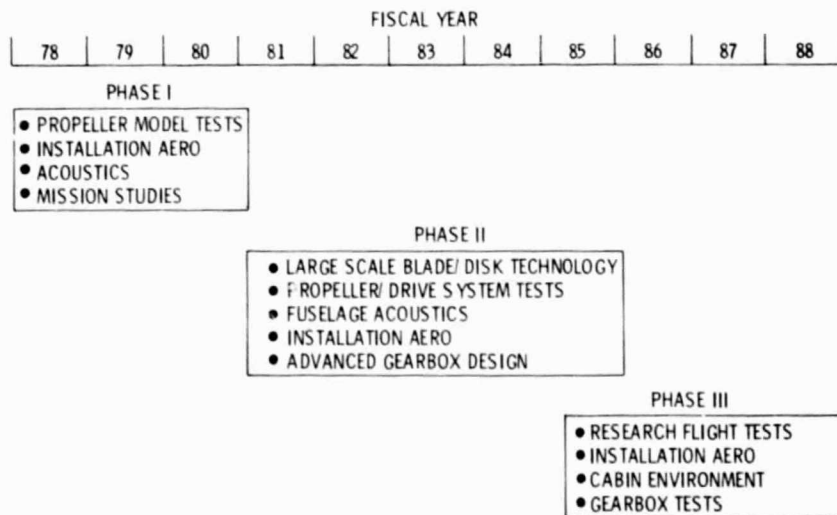 FISCAL YEAR
78 79 80 81 82 83 84 85 86 87 88
PHASE I
• PROPELLER MODEL TESTS
• INSTALLATION AERO
• ACOUSTICS
• MISSION STUDIES
PHASE II
• LARGE SCALE BLADE/DISK TECHNOLOGY
• PROPELLER/DRIVE SYSTEM TESTS
• FUSELAGE ACOUSTICS
• INSTALLATION AERO
• ADVANCED GEARBOX DESIGN
PHASE III
• RESEARCH FLIGHT TESTS
• INSTALLATION AERO
• CABIN ENVIRONMENT
• GEARBOX TESTS